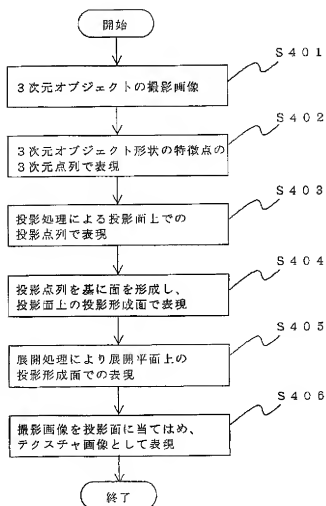 開始
S401
3次元オブジェクトの撮影画像
S402
3次元オブジェクト形状の特徴点の
3次元点列で表現
S403
投影処理による投影面上での
投影点列で表現
S404
投影点列を基に面を形成し、
投影面上の投影形成面で表現
S405
展開処理により展開平面上の
投影形成面での表現
S406
撮影画像を投影面に当てはめ、
テクスチャ画像として表現
終了